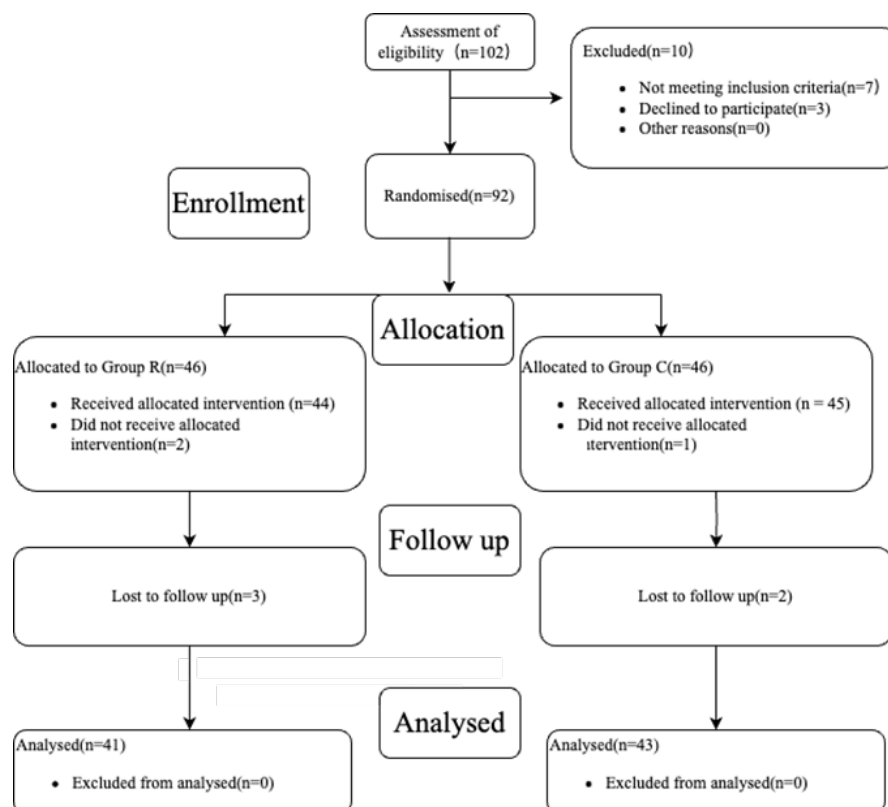 Assessment of
eligibility（n=102）
Excluded(n=10)
• Not meeting inclusion criteria(n=7)
• Declined to participate(n=3)
• Other reasons(n=0)
Enrollment
Randomised(n=92)
Allocation
Allocated to Group R(n=46)
• Received allocated intervention (n=44)
• Did not receive allocated
intervention(n=2)
Allocated to Group C(n=46)
• Received allocated intervention (n = 45)
• Did not receive allocated
ıntervention(n=1)
Follow up
Lost to follow up(n=3)
Lost to follow up(n=2)
Analysed
Analysed(n=41)
• Excluded from analysed(n=0)
Analysed(n=43)
• Excluded from analysed(n=0)